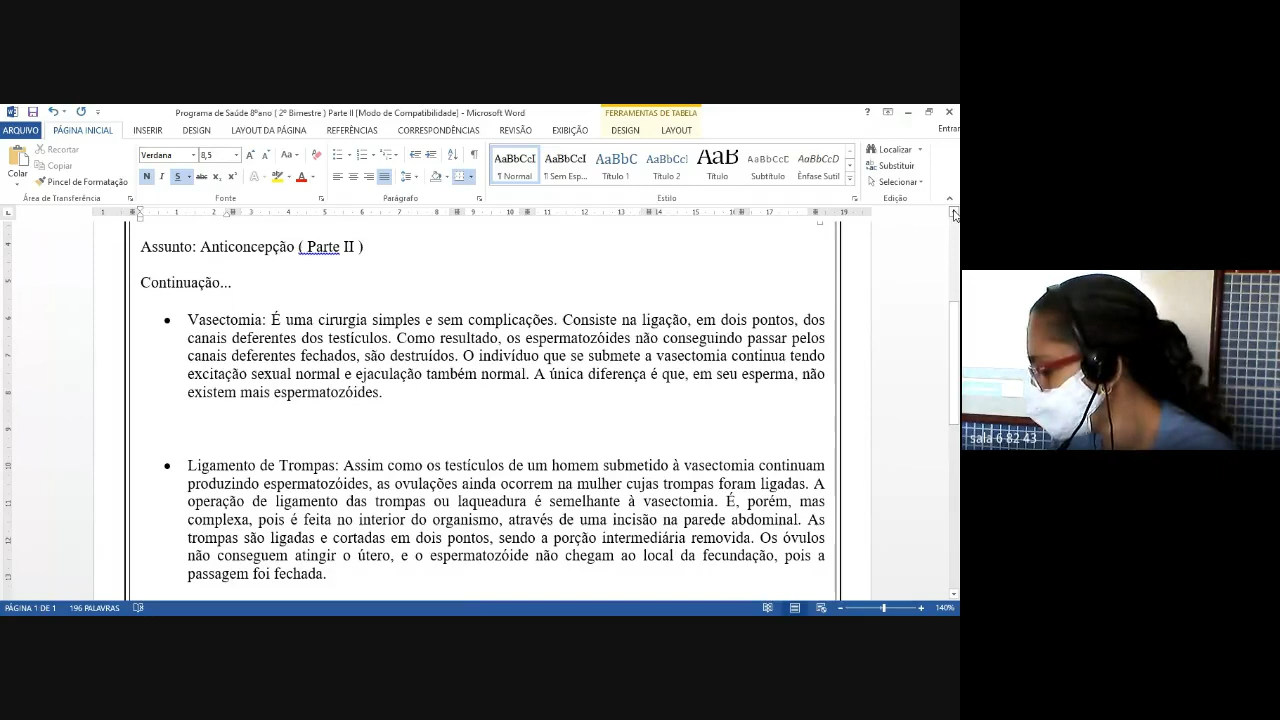 Programa de Saúde 8ºano ( 2º Bimestre ) Parte II [Modo de Compatibilidade] - Microsoft Word
FERRAMENTAS DE TABELA
ARQUIVO PÁGINA INICIAL INSERIR DESIGN LAYOUT DA PÁGINA REFERÊNCIAS CORRESPONDÊNCIAS REVISÃO EXIBIÇÃO DESIGN LAYOUT Entrar
Colar
Recortar
Copiar
Pincel de Formatação
Área de Transferência
Verdana 8,5
N I S abc x₂ x²
Fonte
Parágrafo
AaBbCcI AaBbCcI AaBbC AaBbCcI AaB AaBbCcD AaBbCcD
¶ Normal ¶ Sem Esp... Título 1 Título 2 Título Subtítulo Ênfase Sutil
Estilo
Localizar
Substituir
Selecionar
Edição
Assunto: Anticoncepção ( Parte II )
Continuação...
• Vasectomia: É uma cirurgia simples e sem complicações. Consiste na ligação, em dois pontos, dos
canais deferentes dos testículos. Como resultado, os espermatozóides não conseguindo passar pelos
canais deferentes fechados, são destruídos. O indivíduo que se submete a vasectomia continua tendo
excitação sexual normal e ejaculação também normal. A única diferença é que, em seu esperma, não
existem mais espermatozóides.
• Ligamento de Trompas: Assim como os testículos de um homem submetido à vasectomia continuam
produzindo espermatozóides, as ovulações ainda ocorrem na mulher cujas trompas foram ligadas. A
operação de ligamento das trompas ou laqueadura é semelhante à vasectomia. É, porém, mas
complexa, pois é feita no interior do organismo, através de uma incisão na parede abdominal. As
trompas são ligadas e cortadas em dois pontos, sendo a porção intermediária removida. Os óvulos
não conseguem atingir o útero, e o espermatozóide não chegam ao local da fecundação, pois a
passagem foi fechada.
PÁGINA 1 DE 1 196 PALAVRAS 140%
sala 6 82 43